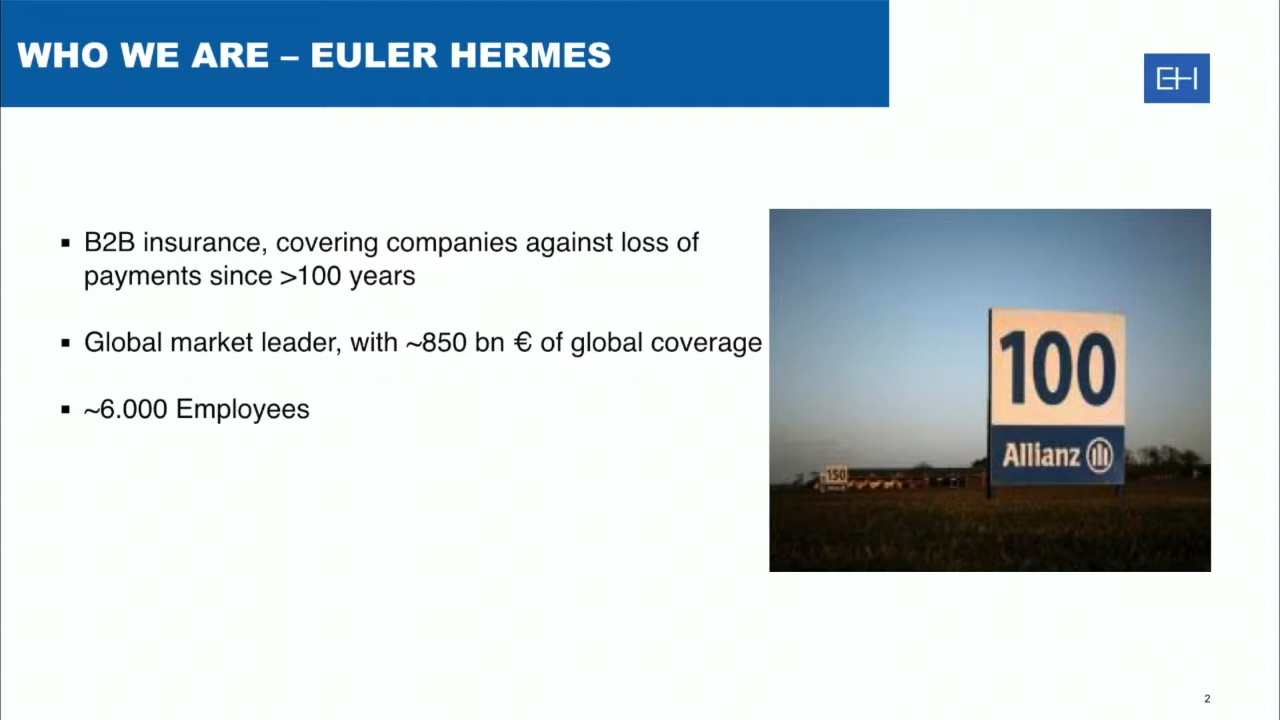 WHO WE ARE – EULER HERMES
EH
▪ B2B insurance, covering companies against loss of
payments since >100 years
▪ Global market leader, with ~850 bn € of global coverage
▪ ~6.000 Employees
100
Allianz
150
2